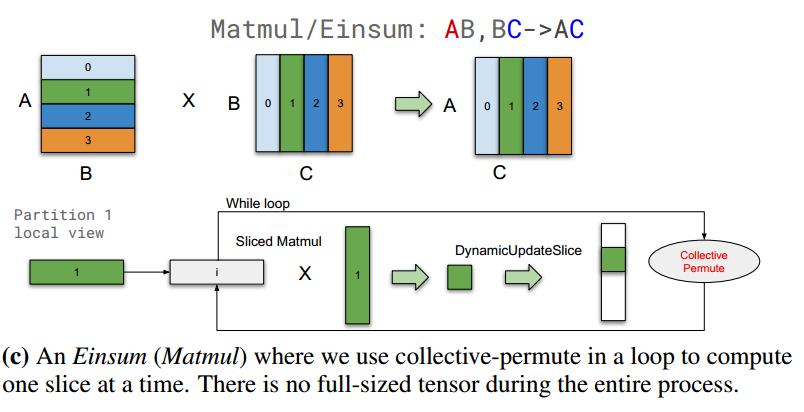 Matmul/Einsum: AB,BC->AC
0
1
2
3
A
B
X
B
0 1 2 3
C
A
0 1 2 3
C
Partition 1
local view
While loop
1
i
Sliced Matmul
X
1
DynamicUpdateSlice
Collective
Permute
(c) An Einsum (Matmul) where we use collective-permute in a loop to compute
one slice at a time. There is no full-sized tensor during the entire process.